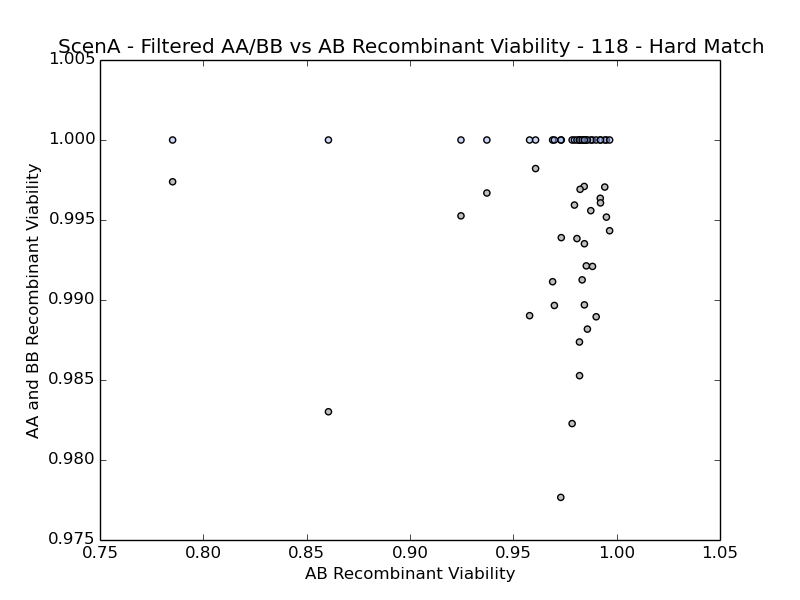 ScenA - Filtered AA/BB vs AB Recombinant Viability - 118 - Hard Match
1.005
1.000
0.995
0.990
0.985
0.980
0.975
AA and BB Recombinant Viability
0.75 0.80 0.85 0.90 0.95 1.00 1.05
AB Recombinant Viability